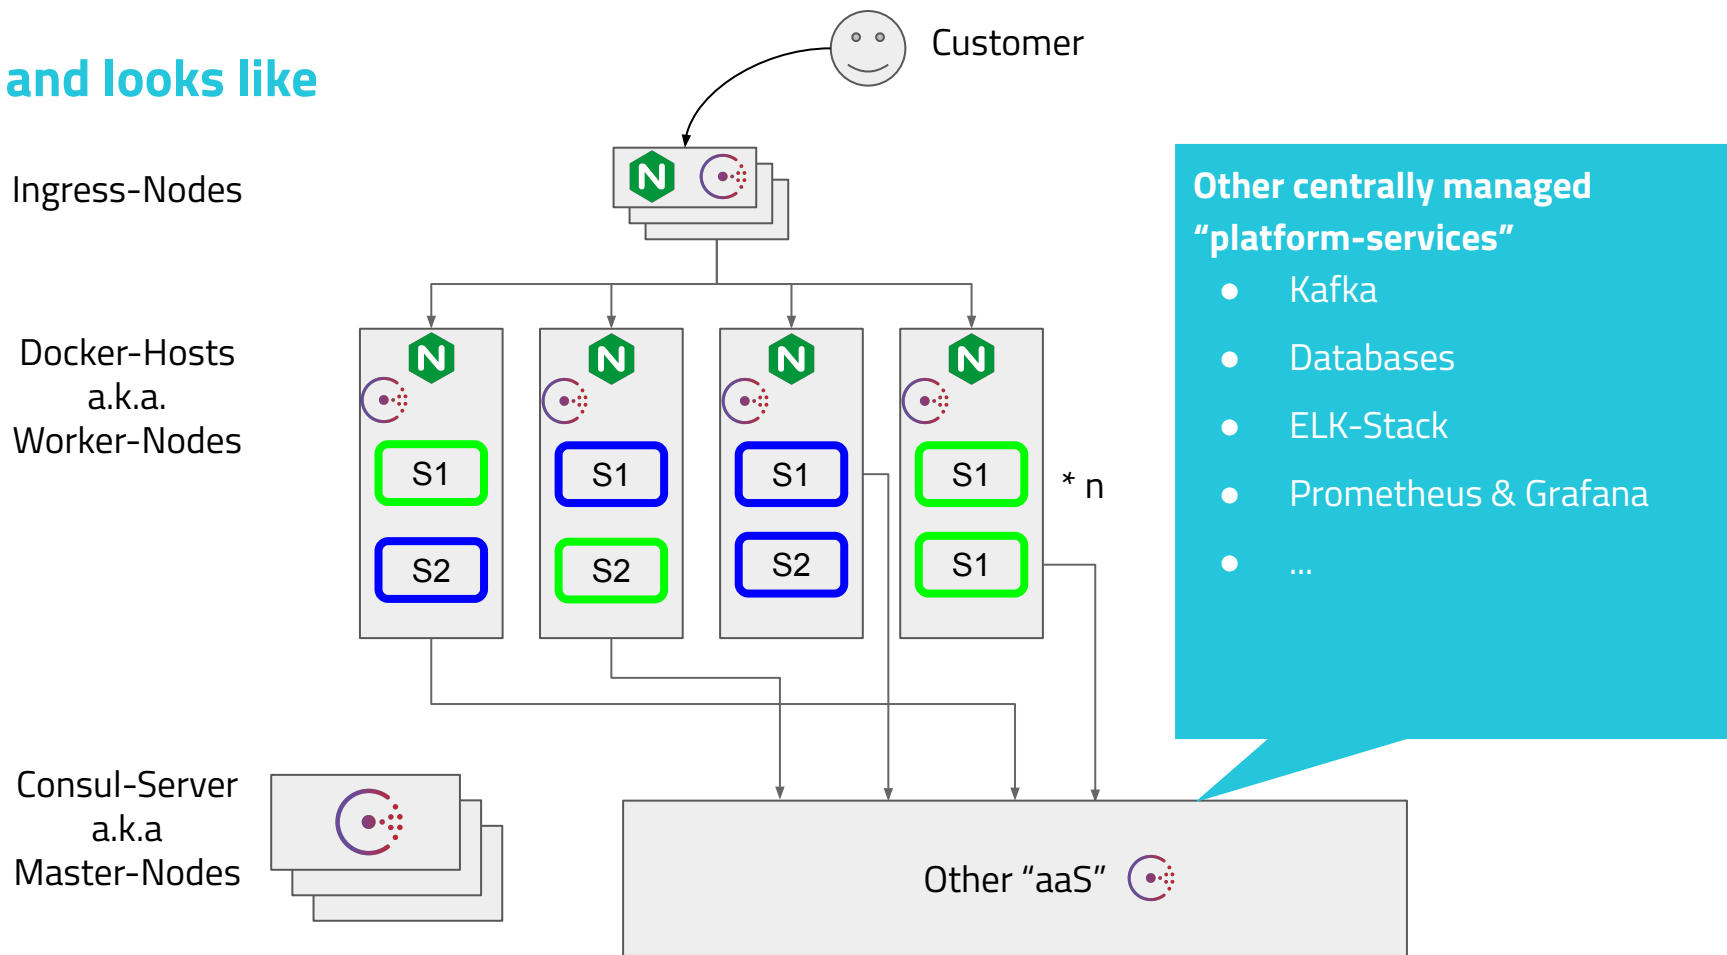 and looks like
Customer
Ingress-Nodes
N
Docker-Hosts
a.k.a.
Worker-Nodes
N
N
N
N
S1
S1
S1
S1
* n
S2
S2
S2
S1
Consul-Server
a.k.a
Master-Nodes
Other “aaS”
Other centrally managed
“platform-services”
● Kafka
● Databases
● ELK-Stack
● Prometheus & Grafana
● ...